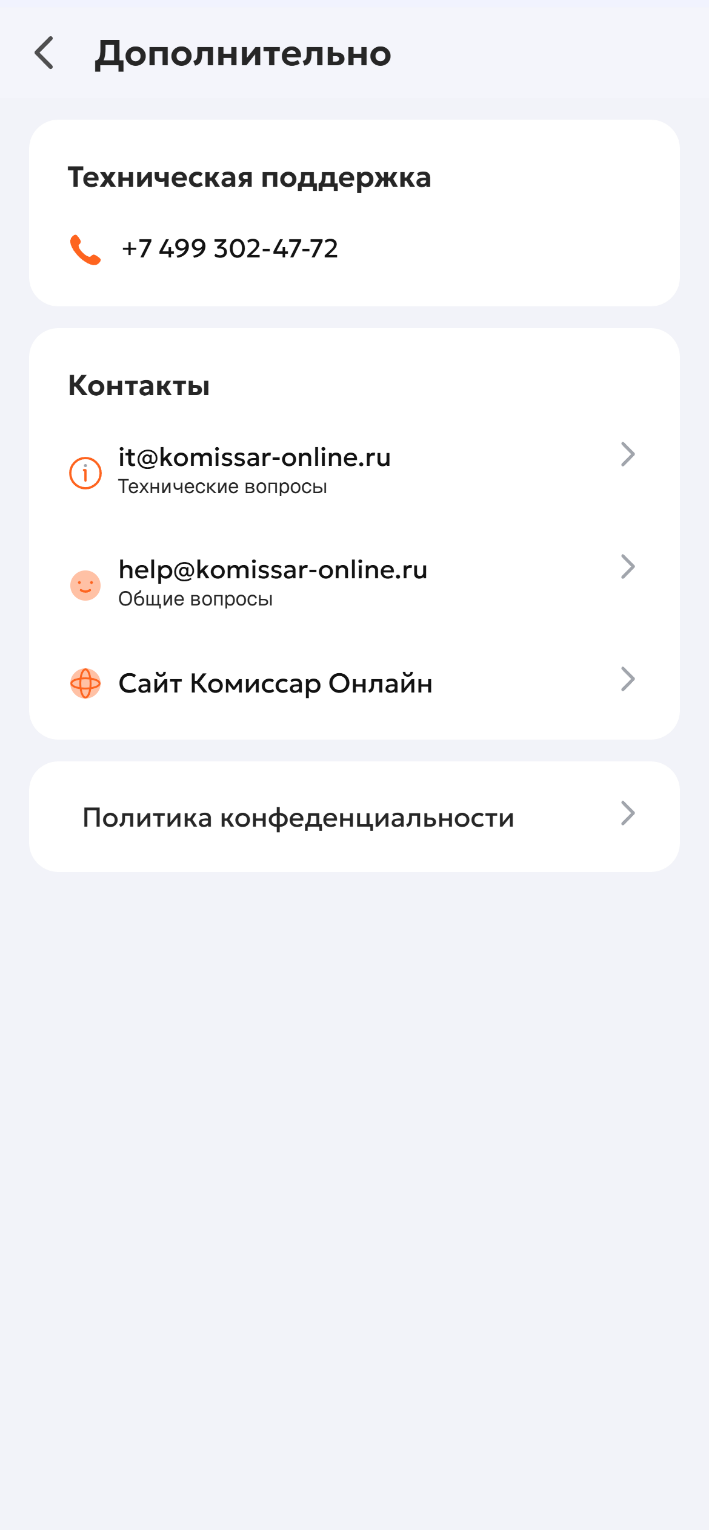 Дополнительно
Техническая поддержка
+7 499 302-47-72
Контакты
it@komissar-online.ru
Технические вопросы
help@komissar-online.ru
Общие вопросы
Сайт Комиссар Онлайн
Политика конфеденциальности